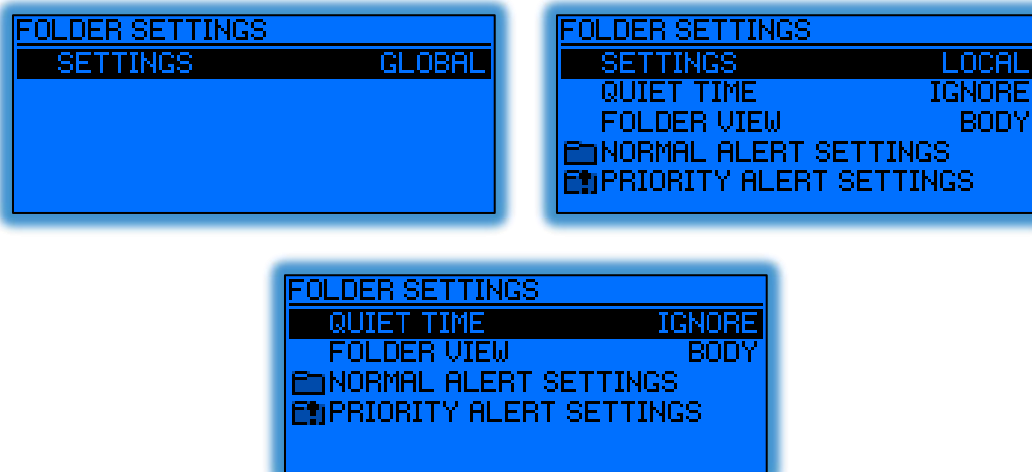 FOLDER SETTINGS
SETTINGS GLOBAL
FOLDER SETTINGS
SETTINGS LOCAL
QUIET TIME IGNORE
FOLDER VIEW BODY
NORMAL ALERT SETTINGS
PRIORITY ALERT SETTINGS
FOLDER SETTINGS
QUIET TIME IGNORE
FOLDER VIEW BODY
NORMAL ALERT SETTINGS
PRIORITY ALERT SETTINGS